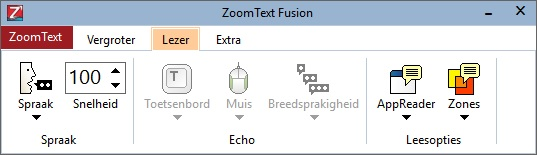 ZoomText Fusion
ZoomText Vergroter Lezer Extra
100
Spraak Snelheid Toetsenbord Muis Breedsprakigheid AppReader Zones
Spraak Echo Leesopties